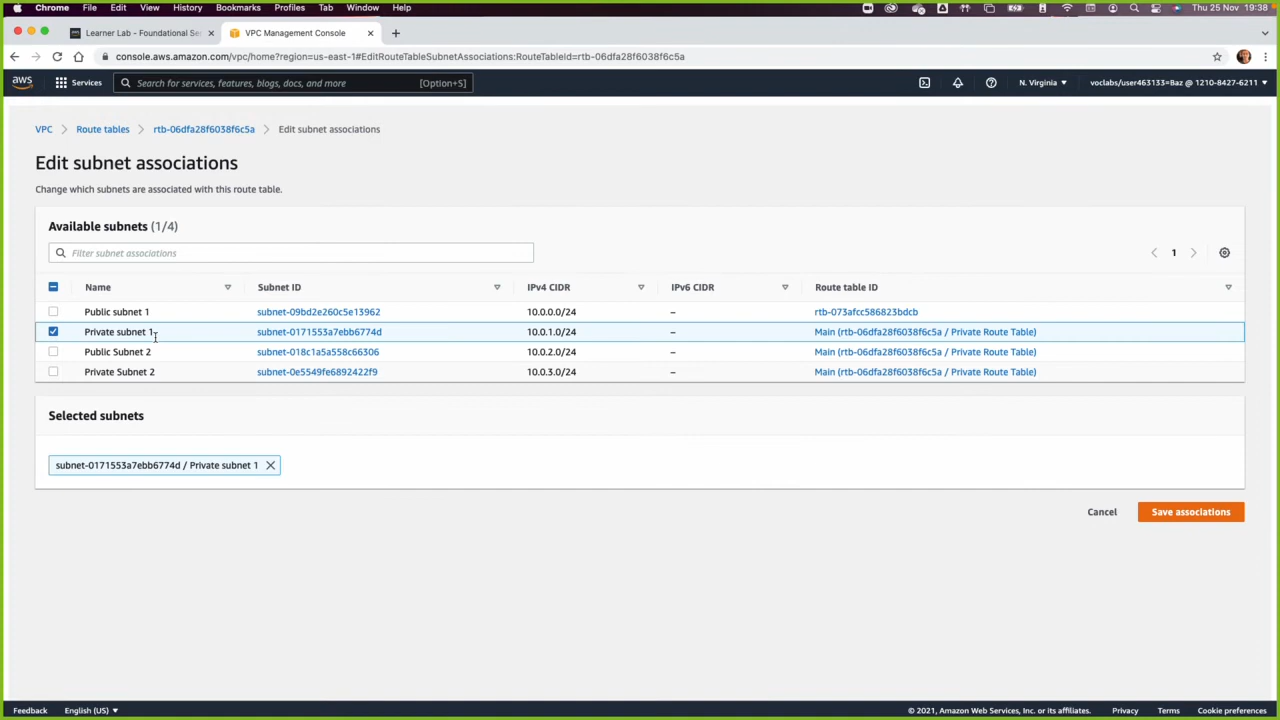 Chrome File Edit View History Bookmarks Profiles Tab Window Help Thu 25 Nov 19:38
Learner Lab - Foundational Se VPC Management Console
console.aws.amazon.com/vpc/home?region=us-east-1#EditRouteTableSubnetAssociations:RouteTableId=rtb-06dfa28f6038f6c5a
aws Services Search for services, features, blogs, docs, and more [Option+S] N. Virginia voclabs/user463133=Baz @ 1210-8427-6211
VPC Route tables rtb-06dfa28f6038f6c5a Edit subnet associations
Edit subnet associations
Change which subnets are associated with this route table.
Available subnets (1/4)
Filter subnet associations 1
Name Subnet ID IPv4 CIDR IPv6 CIDR Route table ID
Public subnet 1 subnet-09bd2e260c5e13962 10.0.0.0/24 – rtb-073afcc586823bdcb
Private subnet 1 subnet-0171553a7ebb6774d 10.0.1.0/24 – Main (rtb-06dfa28f6038f6c5a / Private Route Table)
Public Subnet 2 subnet-018c1a5a558c66306 10.0.2.0/24 – Main (rtb-06dfa28f6038f6c5a / Private Route Table)
Private Subnet 2 subnet-0e5549fe6892422f9 10.0.3.0/24 – Main (rtb-06dfa28f6038f6c5a / Private Route Table)
Selected subnets
subnet-0171553a7ebb6774d / Private subnet 1
Cancel Save associations
Feedback English (US) © 2021, Amazon Web Services, Inc. or its affiliates. Privacy Terms Cookie preferences